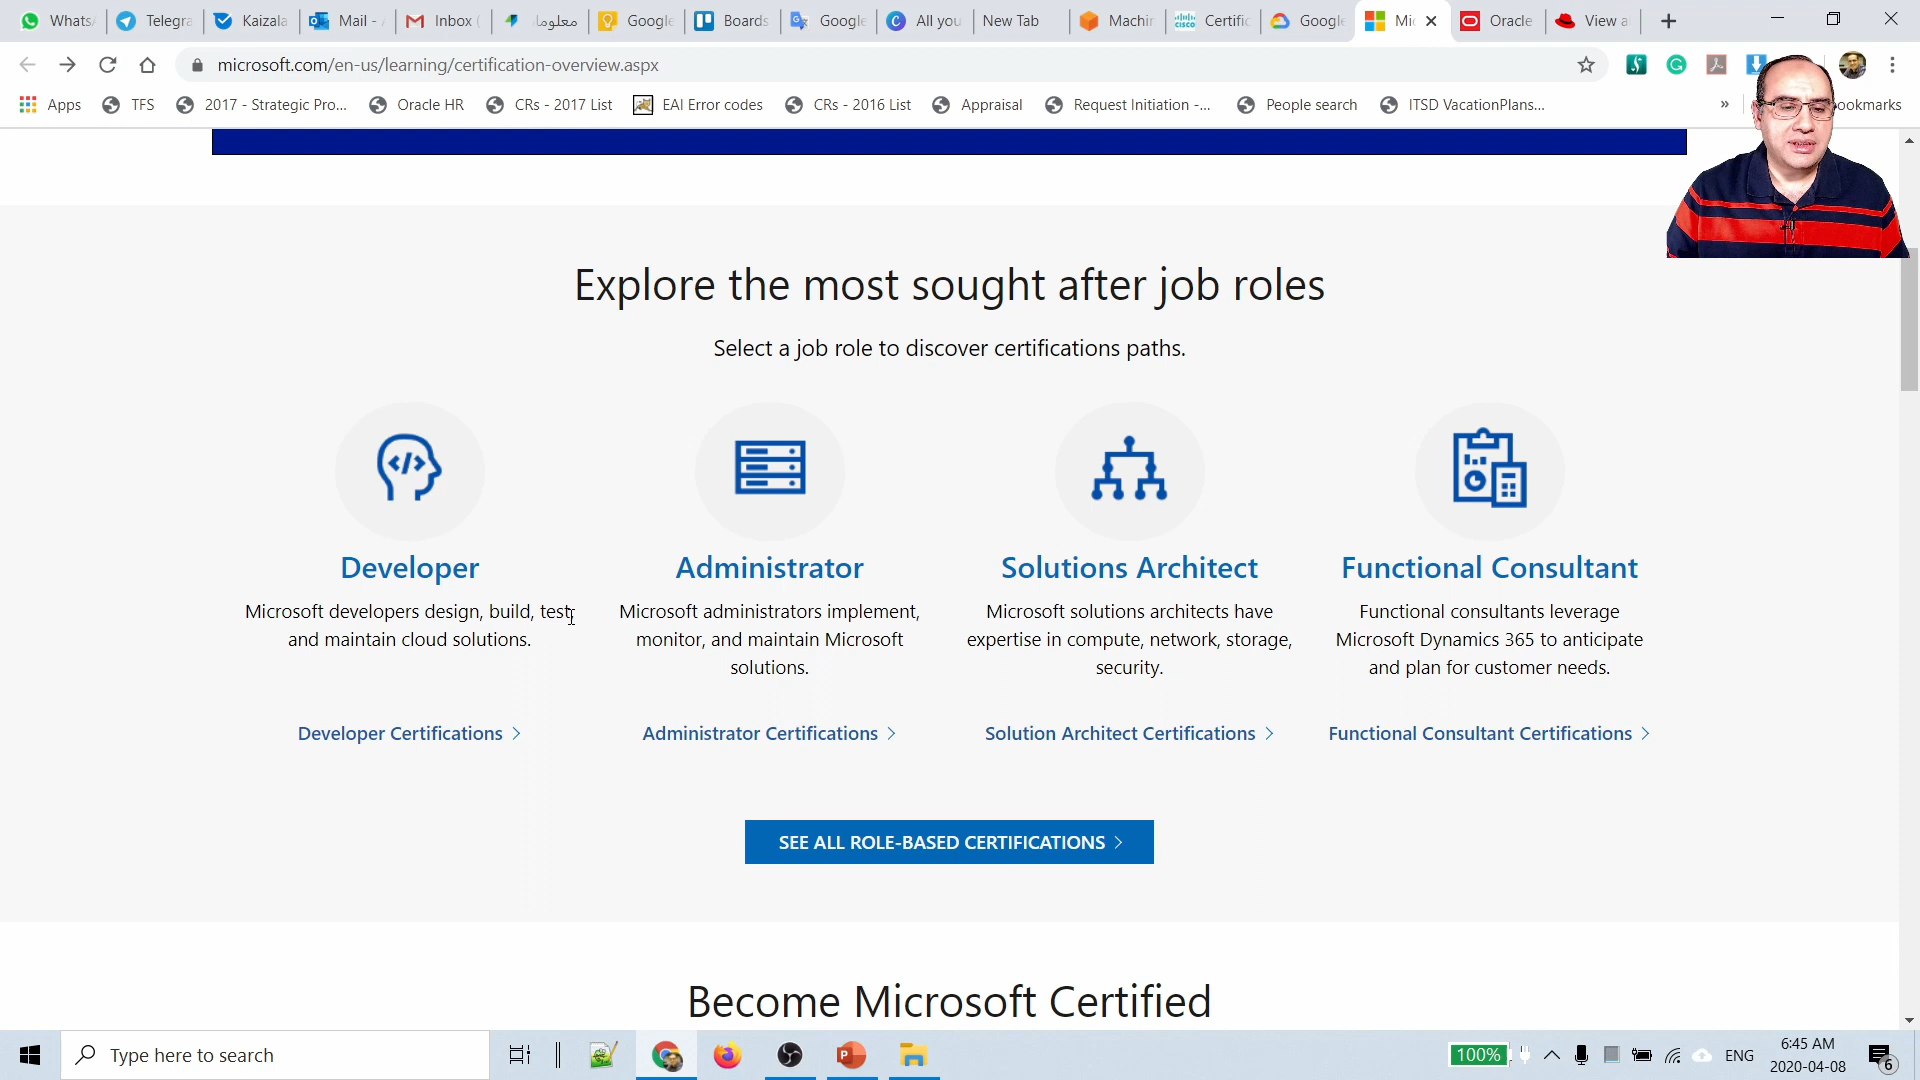 WhatsA
Telegra
Kaizala
Mail -
Inbox (
معلوما
Google
Boards
Google
All you
New Tab
Machin
Certific
Google
Mic
Oracle
View a
microsoft.com/en-us/learning/certification-overview.aspx
Apps
TFS
2017 - Strategic Pro...
Oracle HR
CRs - 2017 List
EAI Error codes
CRs - 2016 List
Appraisal
Request Initiation -...
People search
ITSD VacationPlans...
»
ookmarks
Explore the most sought after job roles
Select a job role to discover certifications paths.
Developer
Microsoft developers design, build, test,
and maintain cloud solutions.
Developer Certifications
Administrator
Microsoft administrators implement,
monitor, and maintain Microsoft
solutions.
Administrator Certifications
Solutions Architect
Microsoft solutions architects have
expertise in compute, network, storage,
security.
Solution Architect Certifications
Functional Consultant
Functional consultants leverage
Microsoft Dynamics 365 to anticipate
and plan for customer needs.
Functional Consultant Certifications
SEE ALL ROLE-BASED CERTIFICATIONS
Become Microsoft Certified
Type here to search
100%
ENG
6:45 AM
2020-04-08
6